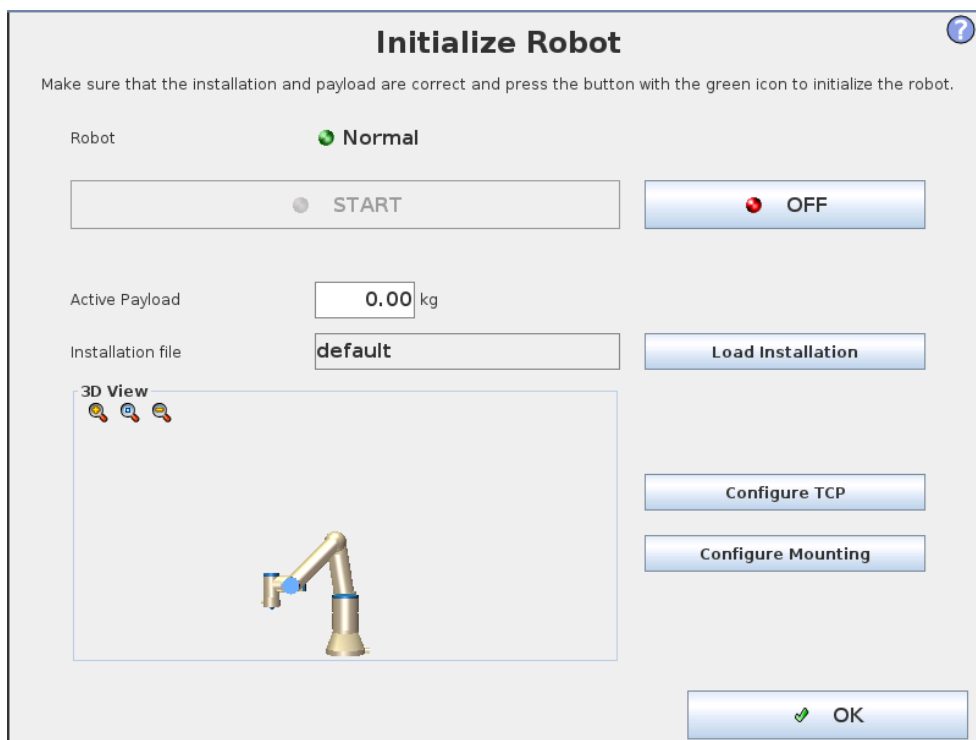 Initialize Robot
?
Make sure that the installation and payload are correct and press the button with the green icon to initialize the robot.
Robot Normal
START OFF
Active Payload 0.00 kg
Installation file default Load Installation
3D View
Configure TCP
Configure Mounting
OK